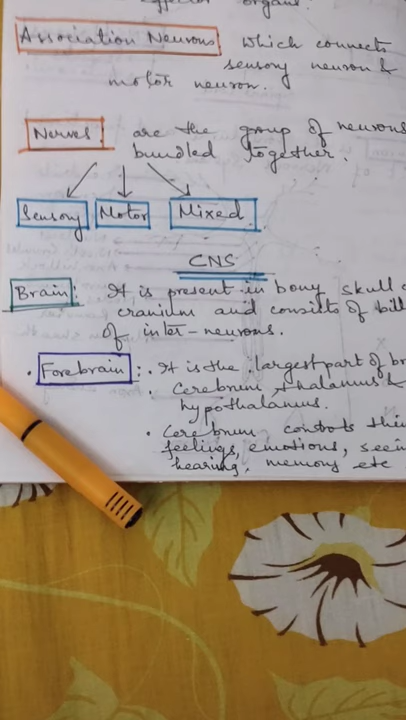 effector organ.
Association Neurons: which connects
sensory neuron &
motor neuron.
Nerves: are the group of neurons
bundled together.
Sensory Motor Mixed
CNS
Brain: It is present in bony skull
cranium and consists of
of inter-neurons.
. Forebrain: . It is the largest part of
. Cerebrum, thalamus &
hypothalamus.
. Cerebrum controls
feelings, emotions,
hearing, memory etc